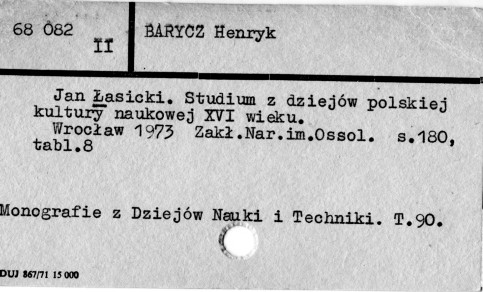 68 082
II
BARYCZ Henryk
Jan Łasicki. Studium z dziejów polskiej
kultury naukowej XVI wieku.
Wrocław 1973 Zakł.Nar.im.Ossol. s.180,
tabl.8
Monografie z Dziejów Nauki i Techniki. T.90.
DUJ 867/71 15 000